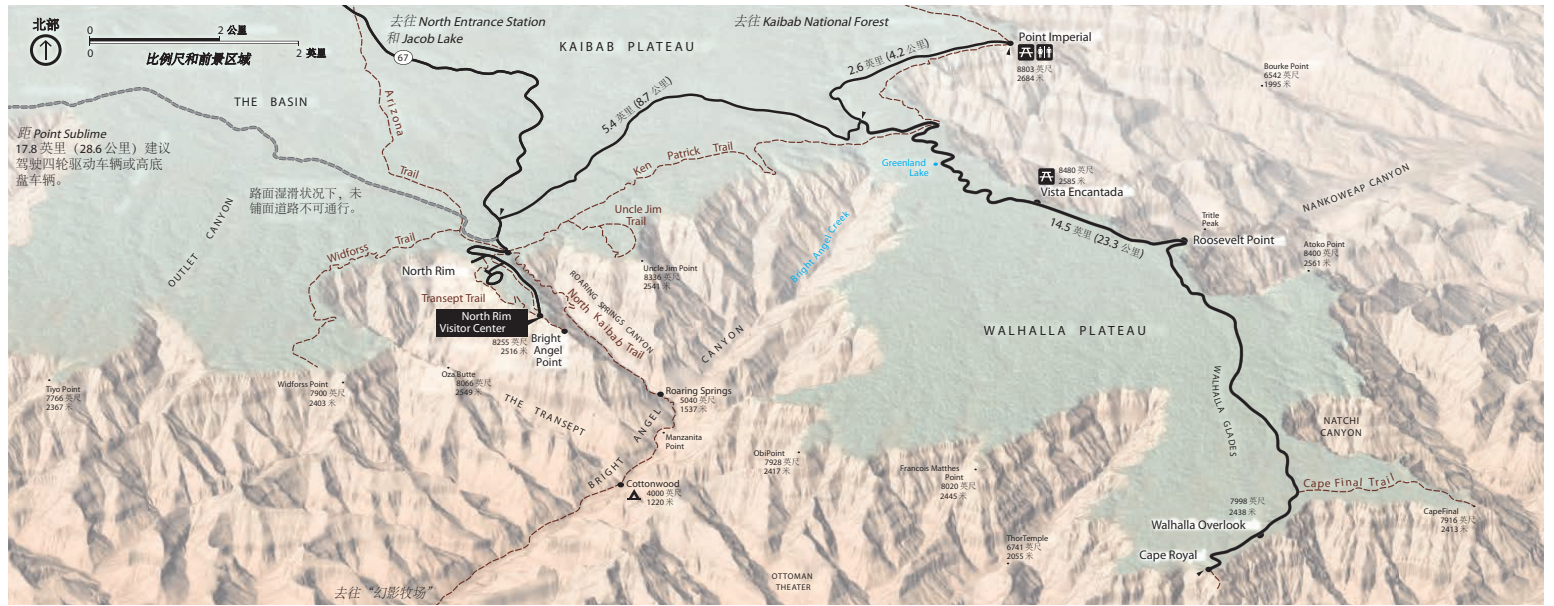 北部
0
2 公里
0
2 英里
比例尺和前景区域
去往 North Entrance Station
和 Jacob Lake
去往 Kaibab National Forest
67
KAIBAB PLATEAU
2.6 英里 (4.2 公里)
Point Imperial
8803 英尺
2684 米
Bourke Point
6542 英尺
1995 米
THE BASIN
Arizona
Trail
5.4 英里 (8.7 公里)
距 Point Sublime
17.8 英里（28.6 公里）建议
驾驶四轮驱动车辆或高底
盘车辆。
Ken Patrick Trail
Greenland
Lake
8480 英尺
2585 米
Vista Encantada
NANKOWEAP CANYON
路面湿滑状况下，未
铺面道路不可通行。
OUTLET CANYON
Uncle Jim
Trail
Bright Angel Creek
14.5 英里 (23.3 公里)
Tritle
Peak
Roosevelt Point
Atoko Point
8400 英尺
2561 米
Widforss Trail
North Rim
Uncle Jim Point
8336 英尺
2541 米
ROARING SPRINGS CANYON
North Kaibab Trail
Transept Trail
North Rim
Visitor Center
8255 英尺
2516 米
Bright
Angel
Point
WALHALLA PLATEAU
Tiyo Point
7766 英尺
2367 米
Widforss Point
7900 英尺
2403 米
Oza Butte
8066 英尺
2549 米
THE TRANSEPT
Roaring Springs
5040 英尺
1537 米
BRIGHT ANGEL CANYON
Manzanita
Point
WALHALLA GLADES
NATCHI
CANYON
ObiPoint
7928 英尺
2417 米
Francois Matthes
Point
8020 英尺
2445 米
Cottonwood
4000 英尺
1220 米
Cape Final Trail
7998 英尺
2438 米
Walhalla Overlook
CapeFinal
7916 英尺
2413 米
ThorTemple
6741 英尺
2055 米
Cape Royal
OTTOMAN
THEATER
去往“幻影牧场”